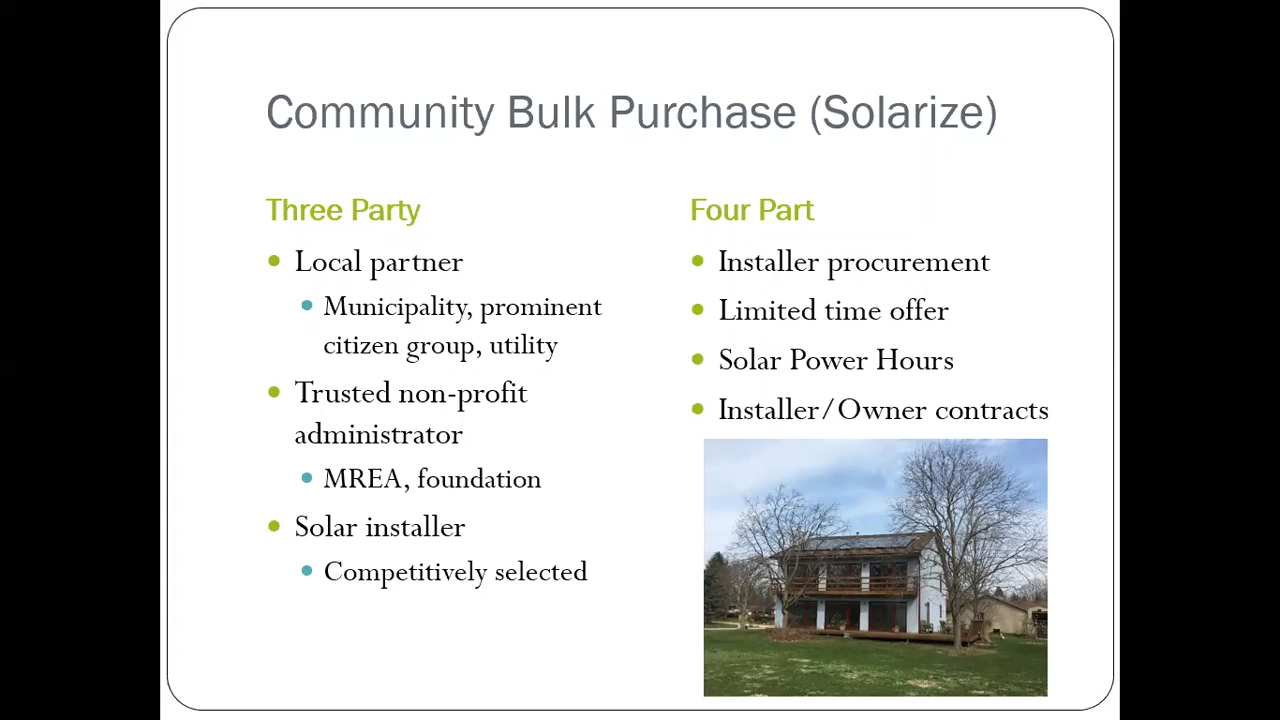 Community Bulk Purchase (Solarize)
Three Party
Local partner
Municipality, prominent
citizen group, utility
Trusted non-profit
administrator
MREA, foundation
Solar installer
Competitively selected
Four Part
Installer procurement
Limited time offer
Solar Power Hours
Installer/Owner contracts